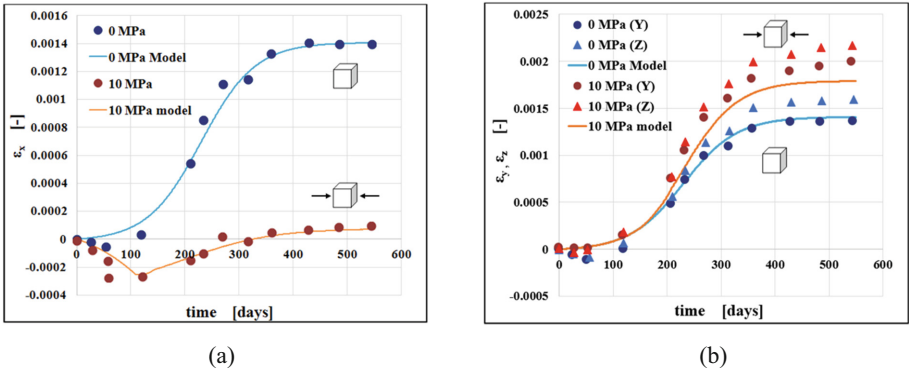 0.0016
0.0014
0.0012
0.001
0.0008
0.0006
0.0004
0.0002
0
-0.0002
-0.0004
εx [-]
0 MPa
0 MPa Model
10 MPa
10 MPa model
0 100 200 300 400 500 600
time [days]
(a)
0.0025
0.002
0.0015
0.001
0.0005
0
-0.0005
εy , εz [-]
0 MPa (Y)
0 MPa (Z)
0 MPa Model
10 MPa (Y)
10 MPa (Z)
10 MPa model
0 100 200 300 400 500 600
time [days]
(b)